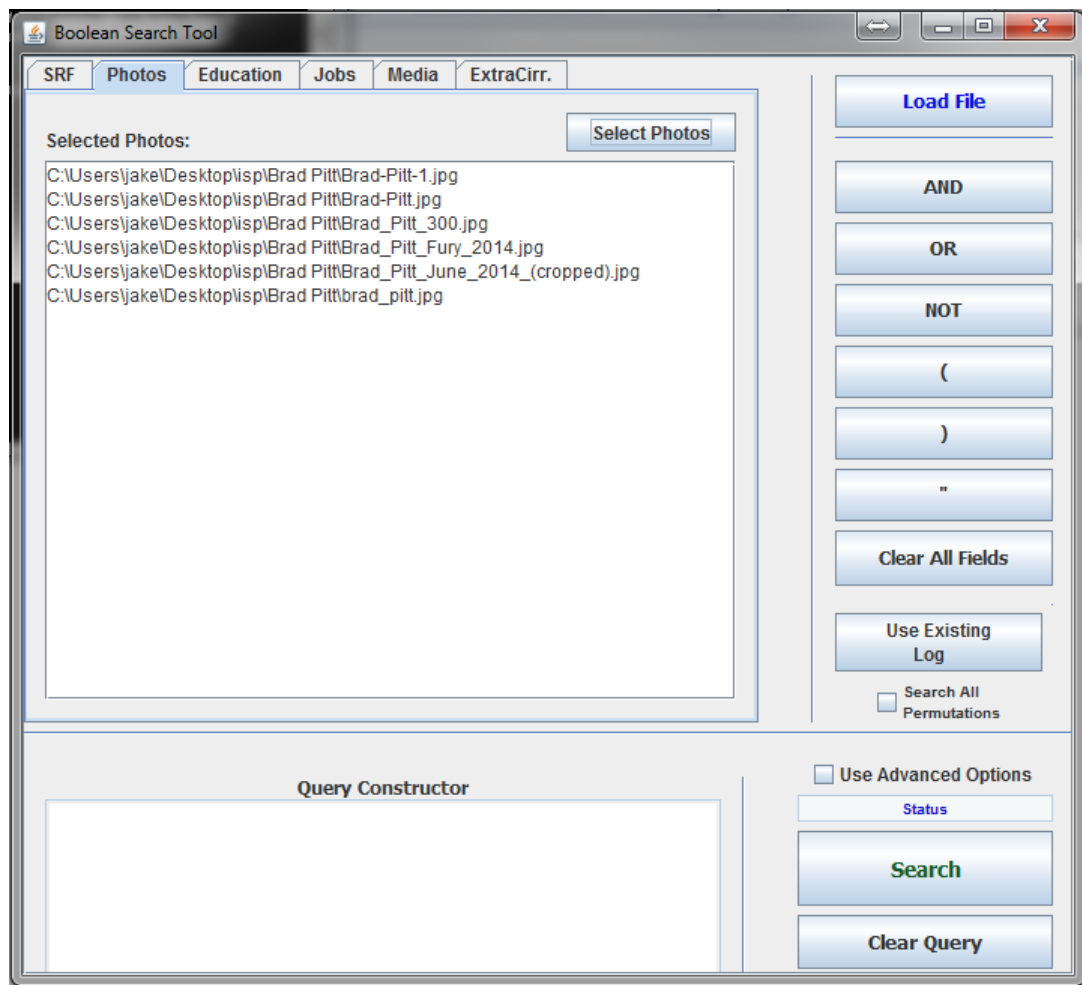 Boolean Search Tool
SRF Photos Education Jobs Media ExtraCirr.
Load File
Select Photos
Selected Photos:
C:\Users\jake\Desktop\isp\Brad Pitt\Brad-Pitt-1.jpg
C:\Users\jake\Desktop\isp\Brad Pitt\Brad-Pitt.jpg
C:\Users\jake\Desktop\isp\Brad Pitt\Brad_Pitt_300.jpg
C:\Users\jake\Desktop\isp\Brad Pitt\Brad_Pitt_Fury_2014.jpg
C:\Users\jake\Desktop\isp\Brad Pitt\Brad_Pitt_June_2014_(cropped).jpg
C:\Users\jake\Desktop\isp\Brad Pitt\brad_pitt.jpg
AND
OR
NOT
(
)
"
Clear All Fields
Use Existing
Log
Search All
Permutations
Query Constructor
Use Advanced Options
Status
Search
Clear Query